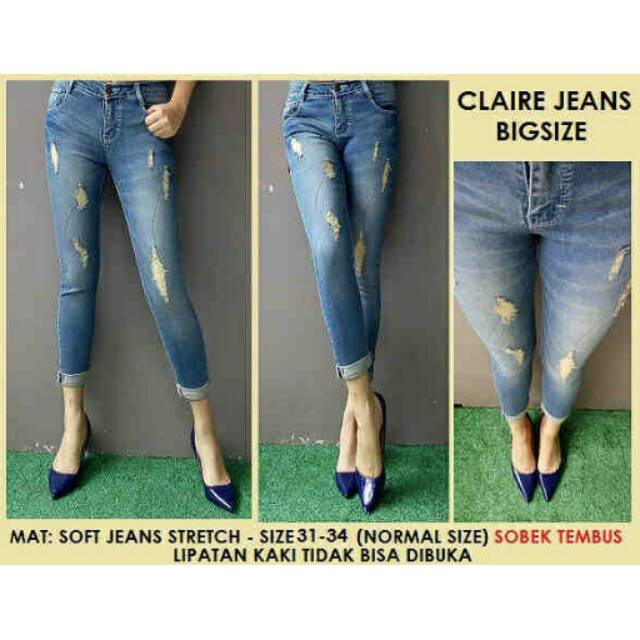 CLAIRE JEANS
BIGSIZE
MAT: SOFT JEANS STRETCH - SIZE 31-34 (NORMAL SIZE) SOBEK TEMBUS
LIPATAN KAKI TIDAK BISA DIBUKA